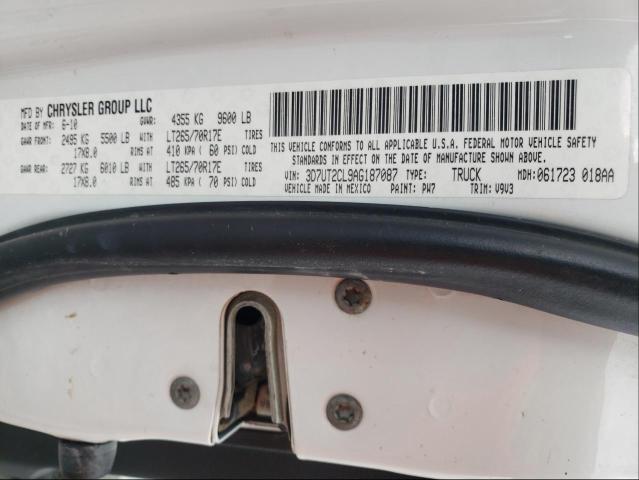 MFD BY CHRYSLER GROUP LLC
DATE OF MFR 6-10 GVWR: 4355 KG 9600 LB
GAWR FRONT: 2495 KG 5500 LB WITH LT265/70R17E TIRES
17X8.0 RIMS AT 410 KPA ( 60 PSI) COLD
GAWR REAR: 2727 KG 6010 LB WITH LT265/70R17E TIRES
17X8.0 RIMS AT 485 KPA ( 70 PSI) COLD
THIS VEHICLE CONFORMS TO ALL APPLICABLE U.S.A. FEDERAL MOTOR VEHICLE SAFETY
STANDARDS IN EFFECT ON THE DATE OF MANUFACTURE SHOWN ABOVE.
VIN: 3D7UT2CL9AG187087 TYPE: TRUCK MDH: 061723 018AA
VEHICLE MADE IN MEXICO PAINT: PW7 TRIM: V9V3